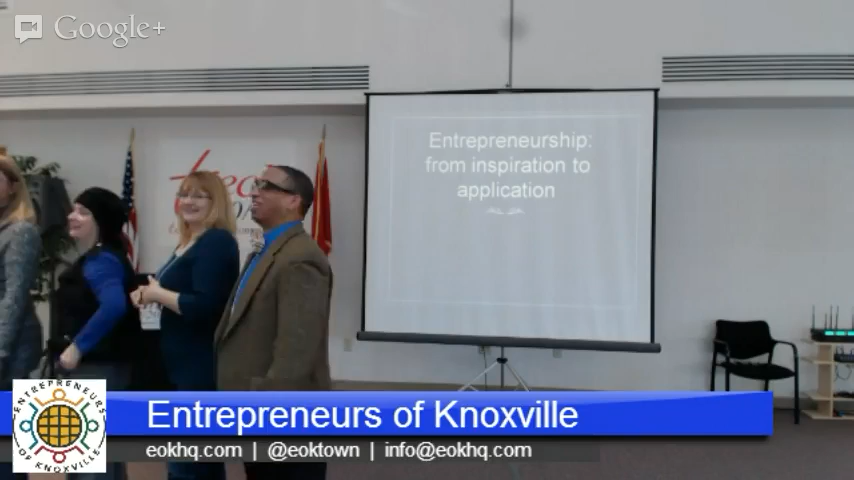 Google+
Entrepreneurship:
from inspiration to
application
Entrepreneurs of Knoxville
eokhq.com | @eoktown | info@eokhq.com
ENTREPRENEURS
OF KNOXVILLE